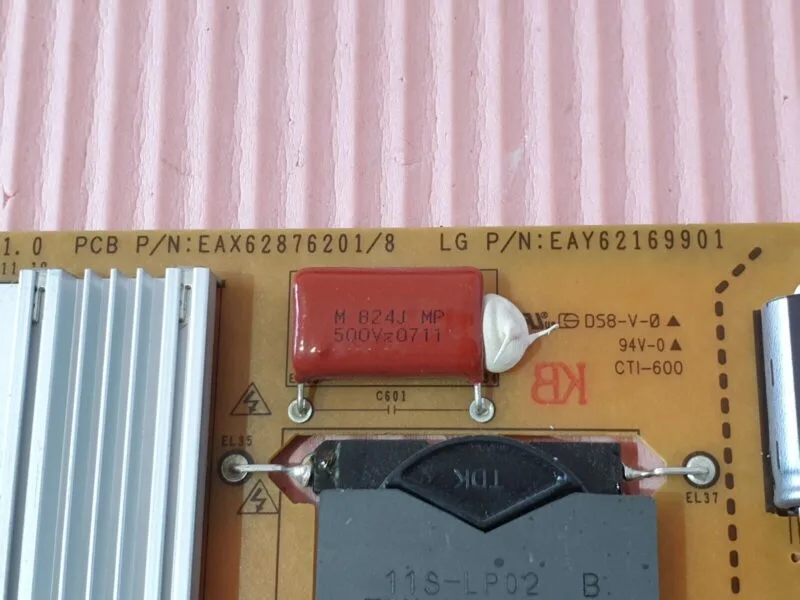 1.0 PCB P/N:EAX62876201/8 LG P/N:EAY62169901
M 824J MP
500V=0711
DS8-V-0
94V-0
CTI-600
KB
C601
EL35
TDK
EL37
11S-LP02 B